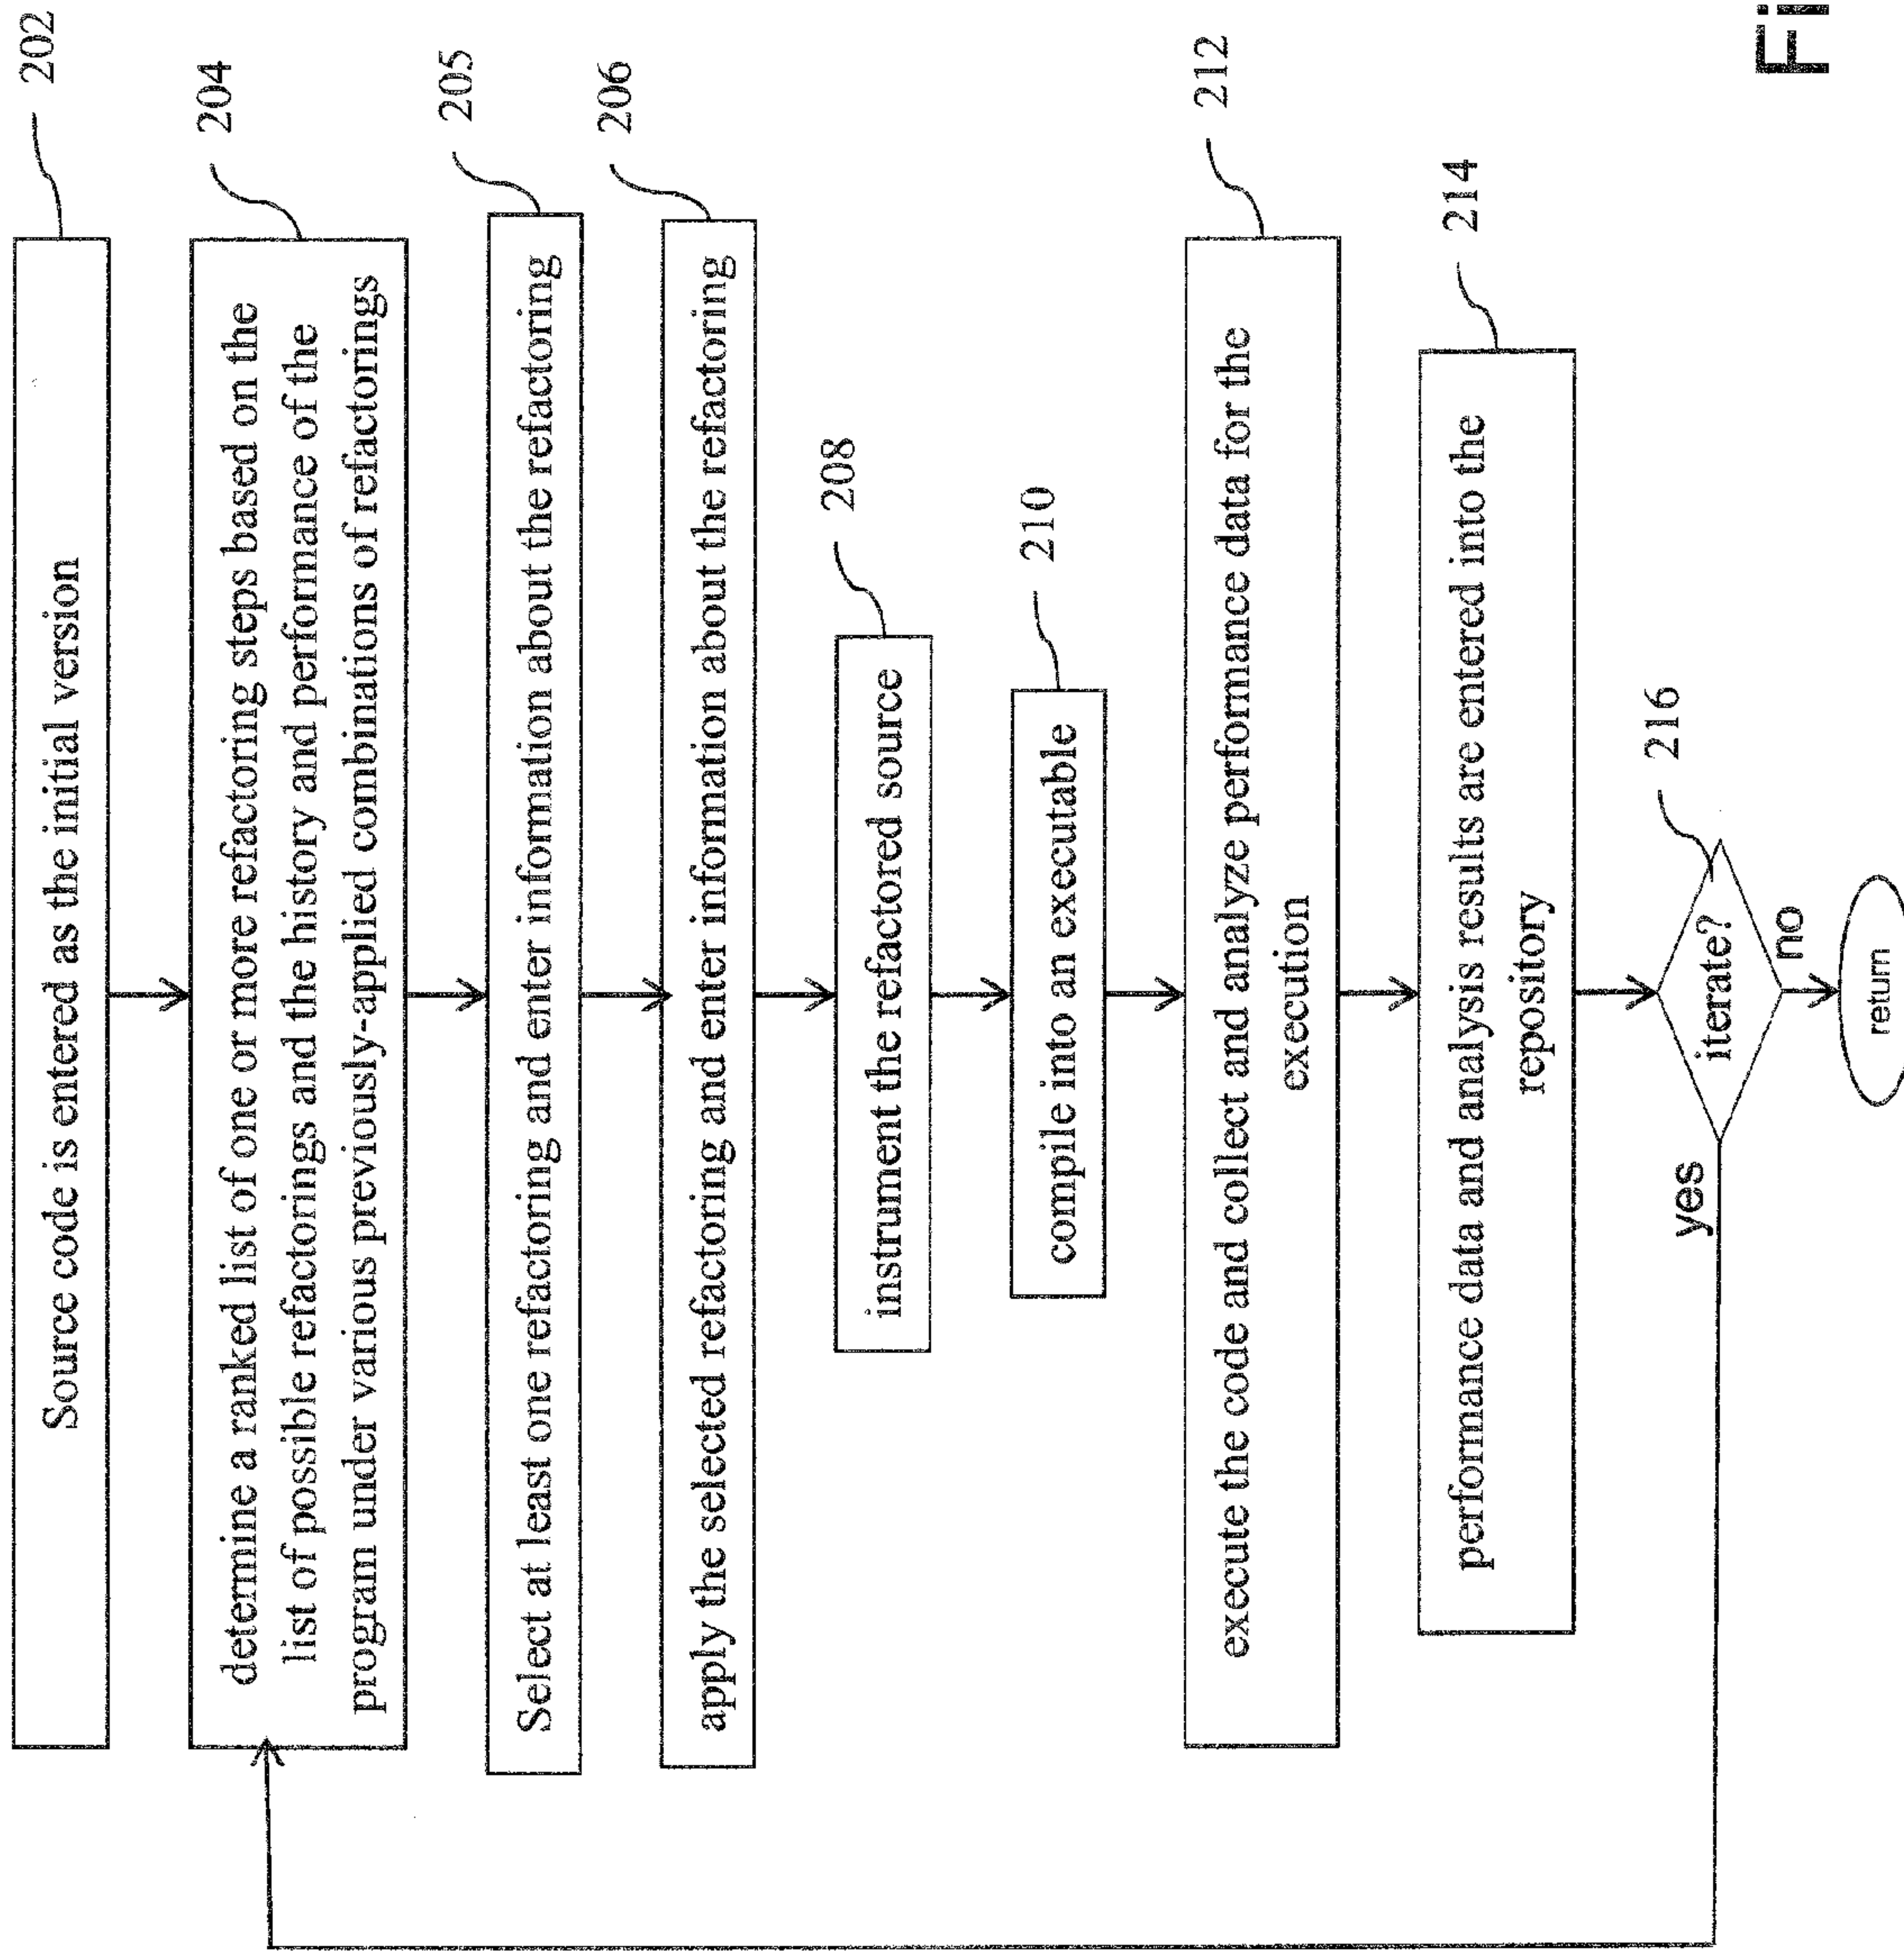 Source code is entered as the initial version
202
determine a ranked list of one or more refactoring steps based on the
list of possible refactorings and the history and performance of the
program under various previously-applied combinations of refactorings
204
Select at least one refactoring and enter information about the refactoring
205
apply the selected refactoring and enter information about the refactoring
206
instrument the refactored source
208
compile into an executable
210
execute the code and collect and analyze performance data for the
execution
212
performance data and analysis results are entered into the
repository
214
iterate?
216
yes
no
return
Fi